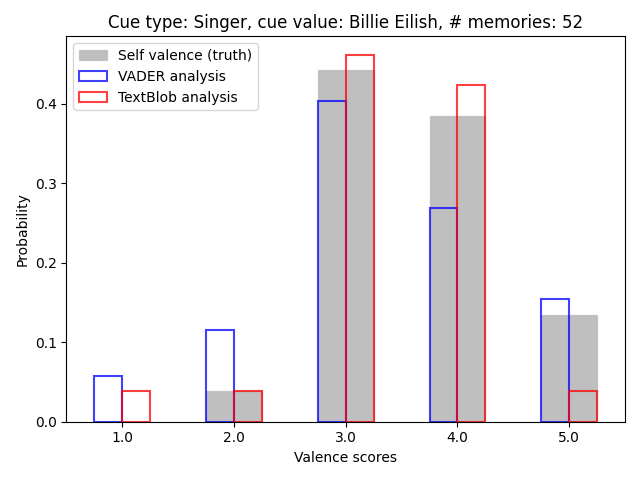 Cue type: Singer, cue value: Billie Eilish, # memories: 52
Self valence (truth)
VADER analysis
TextBlob analysis
Probability
0.4
0.3
0.2
0.1
0.0
1.0 2.0 3.0 4.0 5.0
Valence scores